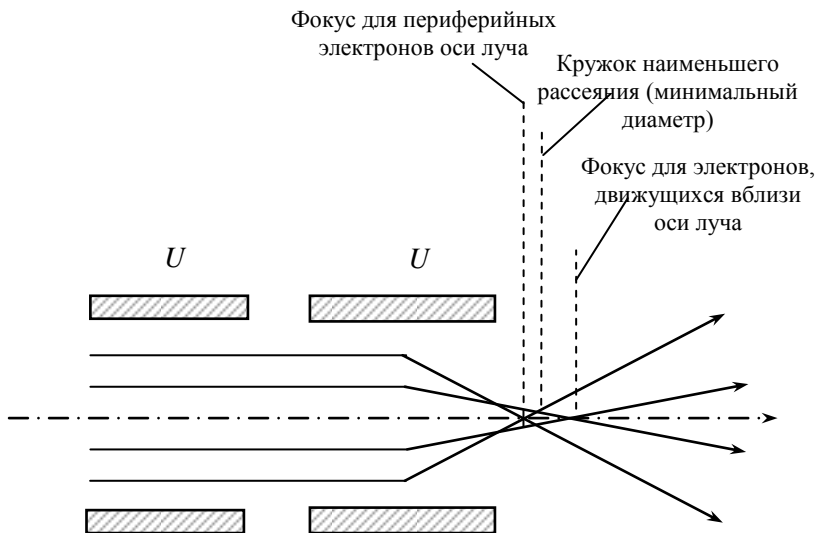 Фокус для периферийных
электронов оси луча
Кружок наименьшего
рассеяния (минимальный
диаметр)
Фокус для электронов,
движущихся вблизи
оси луча
U
U